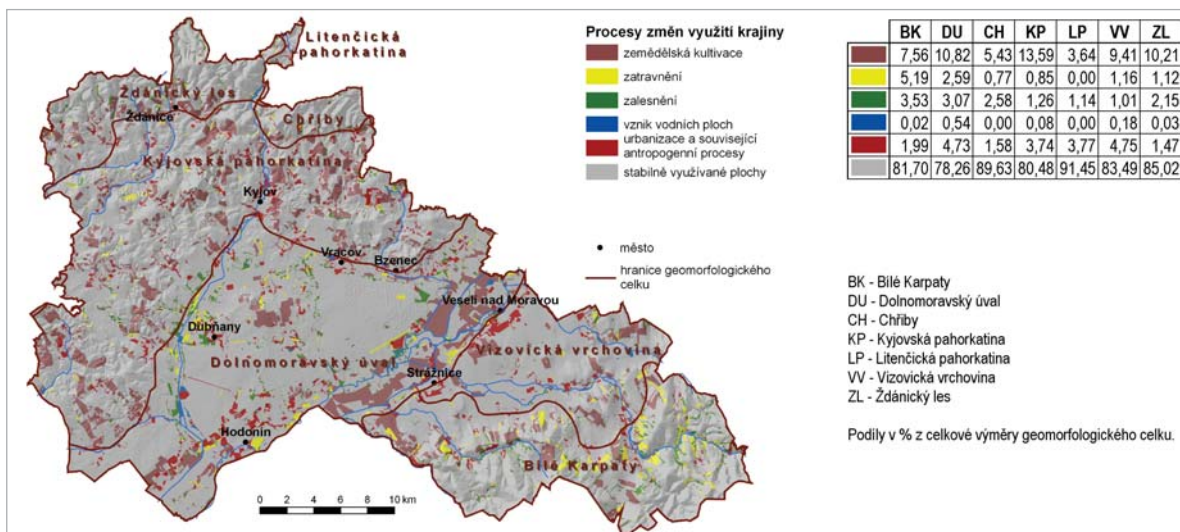 Litenčická
pahorkatina
Ždánický les
Ždánice
Chřiby
Kyjovská pahorkatina
Kyjov
Vracov
Bzenec
Veselí nad Moravou
Dubňany
Vizovická vrchovina
Dolnomoravský úval
Strážnice
Hodonín
Bílé Karpaty
0 2 4 6 8 10 km
Procesy změn využití krajiny
zemědělská kultivace
zatravnění
zalesnění
vznik vodních ploch
urbanizace a související
antropogenní procesy
stabilně využívané plochy
město
hranice geomorfologického
celku
BK DU CH KP LP VV ZL
7,56 10,82 5,43 13,59 3,64 9,41 10,21
5,19 2,59 0,77 0,85 0,00 1,16 1,12
3,53 3,07 2,58 1,26 1,14 1,01 2,15
0,02 0,54 0,00 0,08 0,00 0,18 0,03
1,99 4,73 1,58 3,74 3,77 4,75 1,47
81,70 78,26 89,63 80,48 91,45 83,49 85,02
BK - Bílé Karpaty
DU - Dolnomoravský úval
CH - Chřiby
KP - Kyjovská pahorkatina
LP - Litenčická pahorkatina
VV - Vizovická vrchovina
ZL - Ždánický les
Podíly v % z celkové výměry geomorfologického celku.